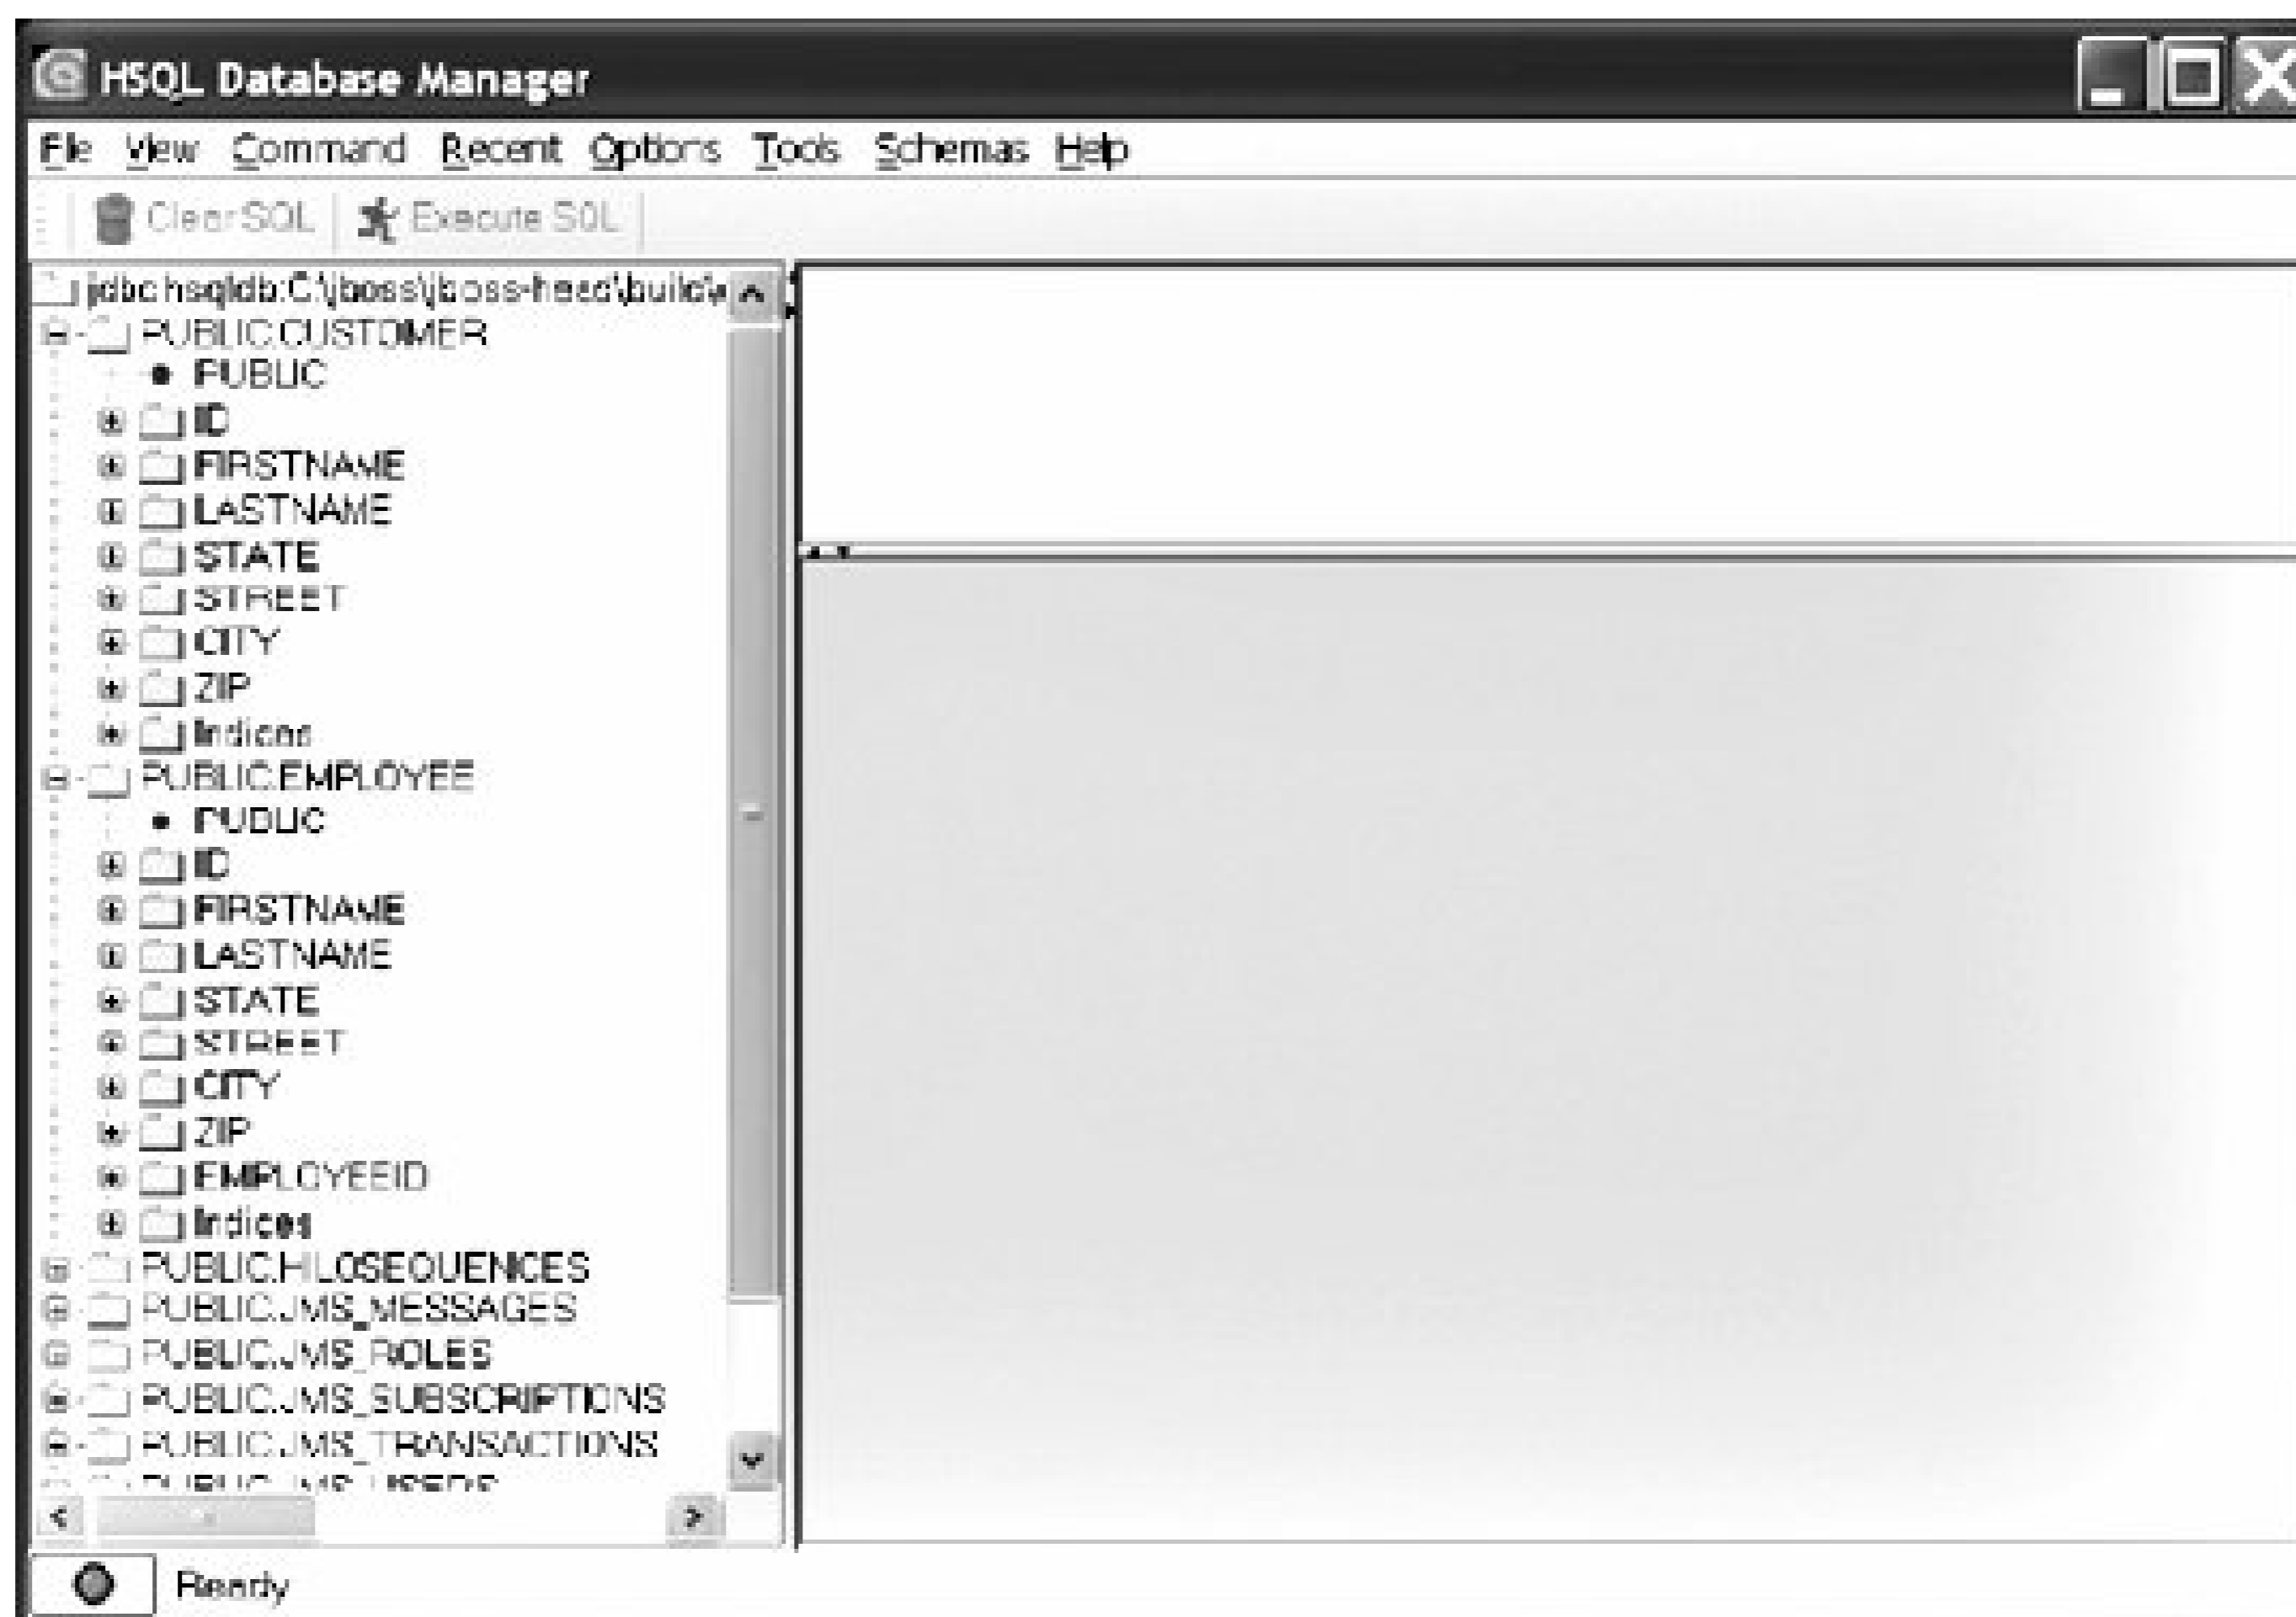 HSQL Database Manager
File View Command Recent Options Tools Schemas Help
Clear SQL Execute SQL
jdbc:hsqldb:C:\jboss\jboss-head\build\
PUBLIC.CUSTOMER
PUBLIC
ID
FIRSTNAME
LASTNAME
STATE
STREET
CITY
ZIP
Indices
PUBLIC.EMPLOYEE
PUBLIC
ID
FIRSTNAME
LASTNAME
STATE
STREET
CITY
ZIP
EMPLOYEEID
Indices
PUBLIC.HILOSEQUENCES
PUBLIC.JMS_MESSAGES
PUBLIC.JMS_ROLES
PUBLIC.JMS_SUBSCRIPTIONS
PUBLIC.JMS_TRANSACTIONS
PUBLIC.JMS_USERS
Ready